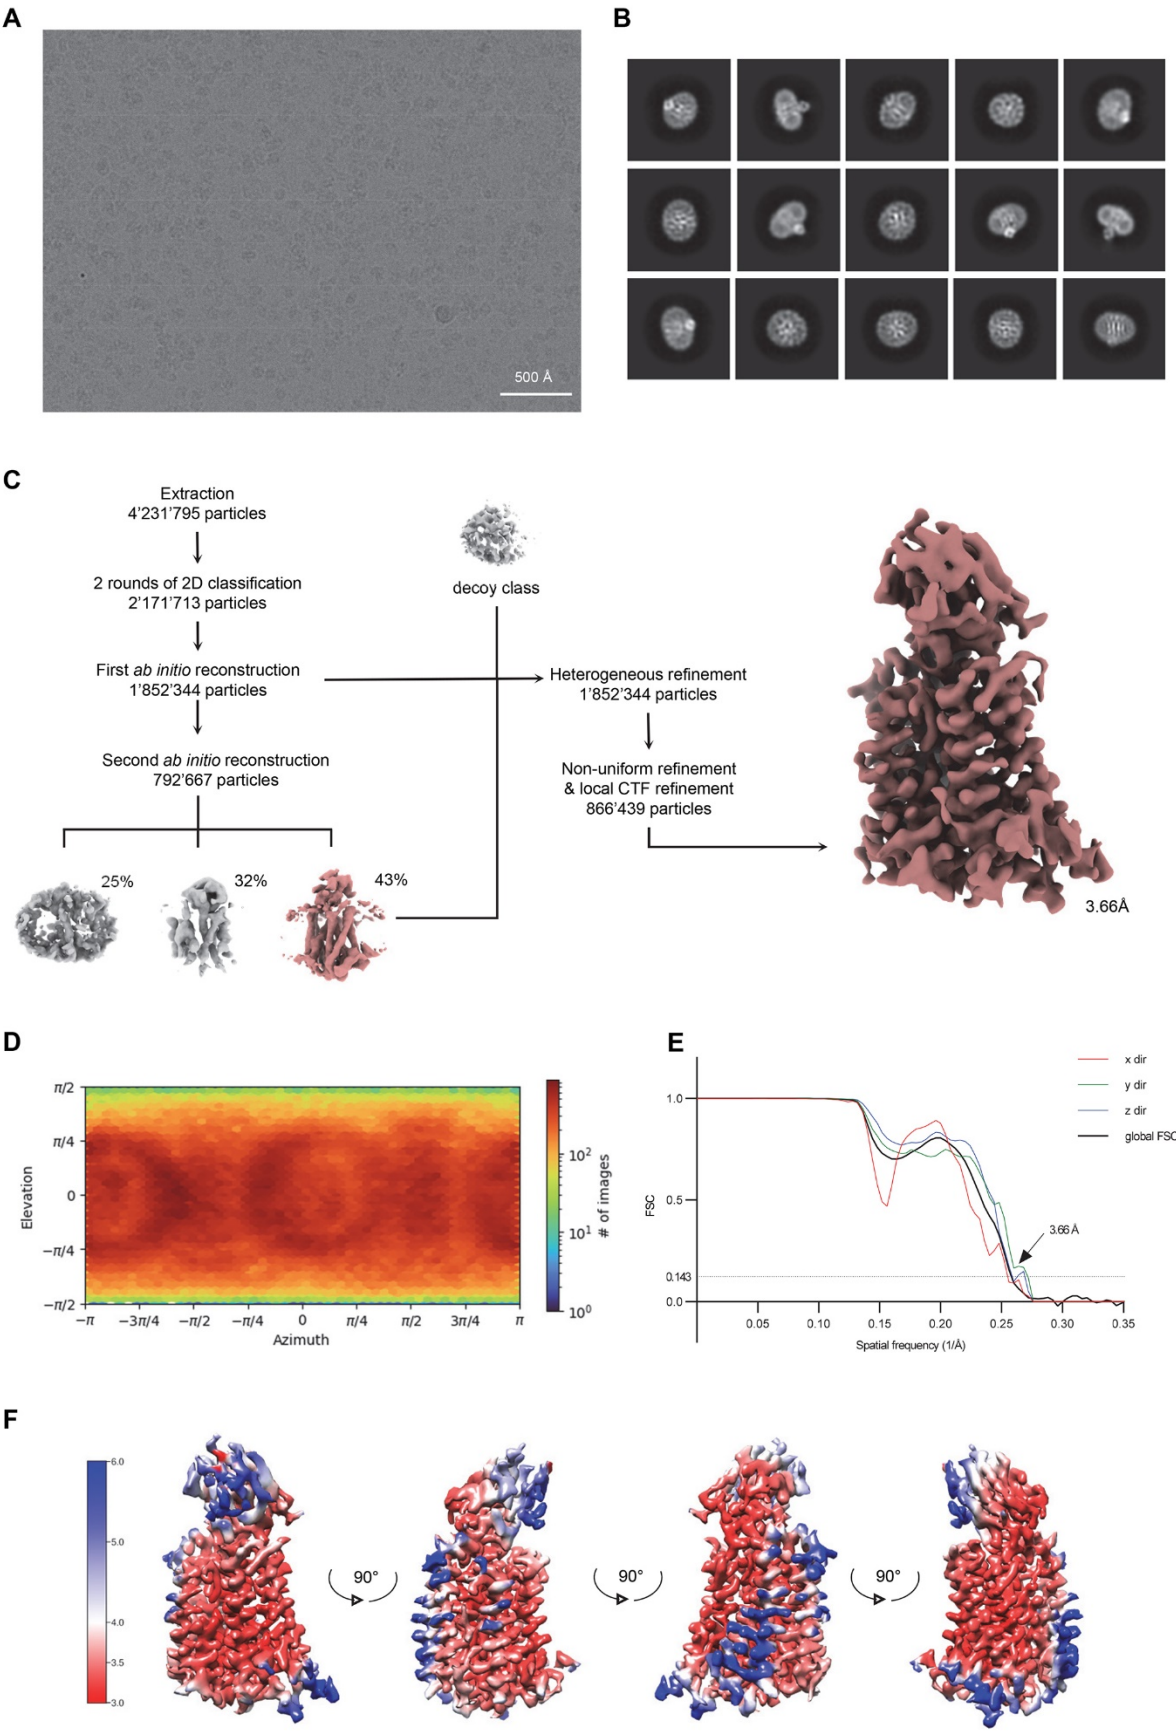 A
B
500 Å
C
Extraction
4'231'795 particles
2 rounds of 2D classification
2'171'713 particles
First ab initio reconstruction
1'852'344 particles
Second ab initio reconstruction
792'667 particles
25%
32%
43%
decoy class
Heterogeneous refinement
1'852'344 particles
Non-uniform refinement
& local CTF refinement
866'439 particles
3.66Å
D
π/2
π/4
0
−π/4
−π/2
Elevation
−π
−3π/4
−π/2
−π/4
0
π/4
π/2
3π/4
π
Azimuth
10²
10¹
10⁰
# of images
E
x dir
y dir
z dir
global FSC
1.0
0.5
0.143
0.0
FSC
3.66 Å
0.05
0.10
0.15
0.20
0.25
0.30
0.35
Spatial frequency (1/Å)
F
6.0
5.0
4.0
3.5
3.0
90°
90°
90°